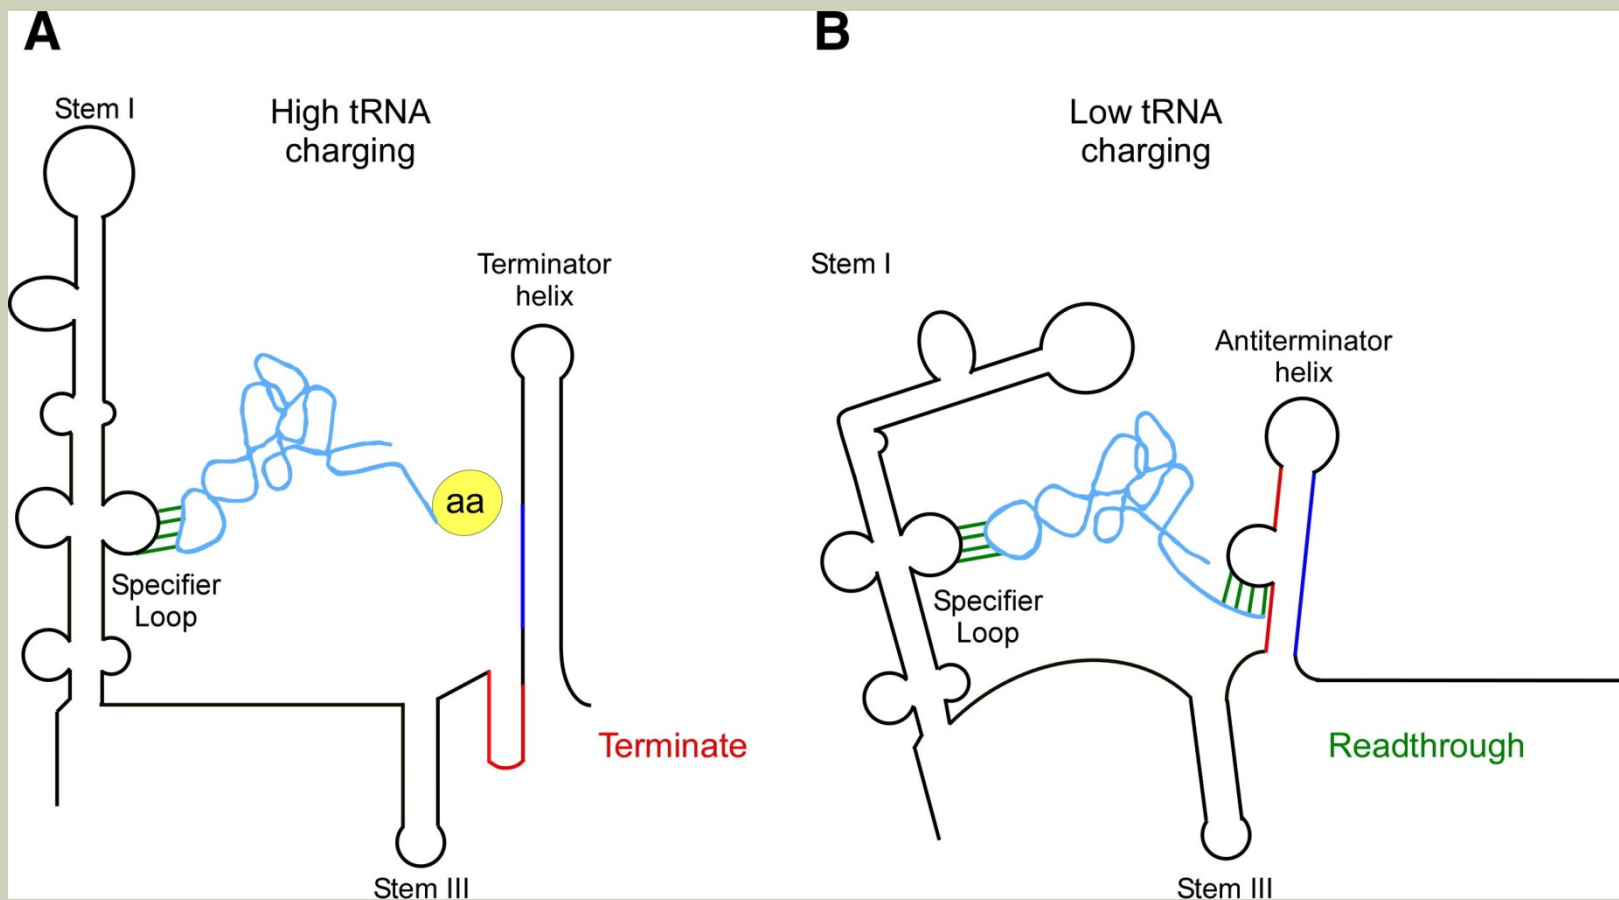 A
Stem I
High tRNA
charging
Terminator
helix
aa
Specifier
Loop
Terminate
Stem III
B
Low tRNA
charging
Stem I
Antiterminator
helix
Specifier
Loop
Readthrough
Stem III